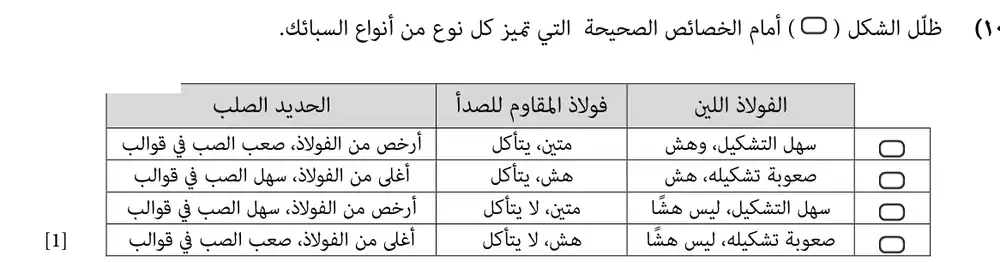 (١٠ ظلّل الشكل ( ) أمام الخصائص الصحيحة التي تميز كل نوع من أنواع السبائك.
الفولاذ اللين فولاذ المقاوم للصدأ الحديد الصلب
سهل التشكيل، وهش متين، يتأكل أرخص من الفولاذ، صعب الصب في قوالب
صعوبة تشكيله، هش هش، يتأكل أغلى من الفولاذ، سهل الصب في قوالب
سهل التشكيل، ليس هشًا متين، لا يتأكل أرخص من الفولاذ، سهل الصب في قوالب
صعوبة تشكيله، ليس هشًا هش، لا يتأكل أغلى من الفولاذ، صعب الصب في قوالب [1]